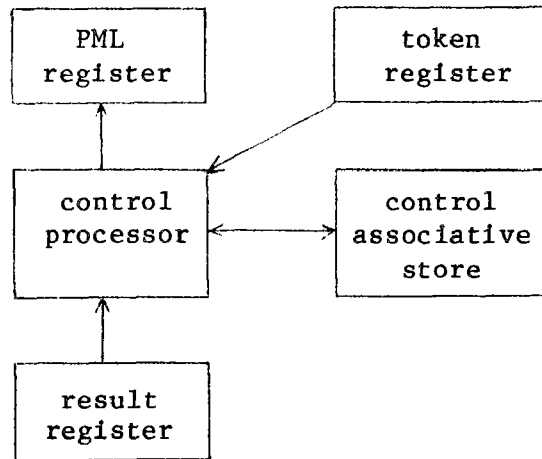 PML
register
token
register
control
processor
control
associative
store
result
register